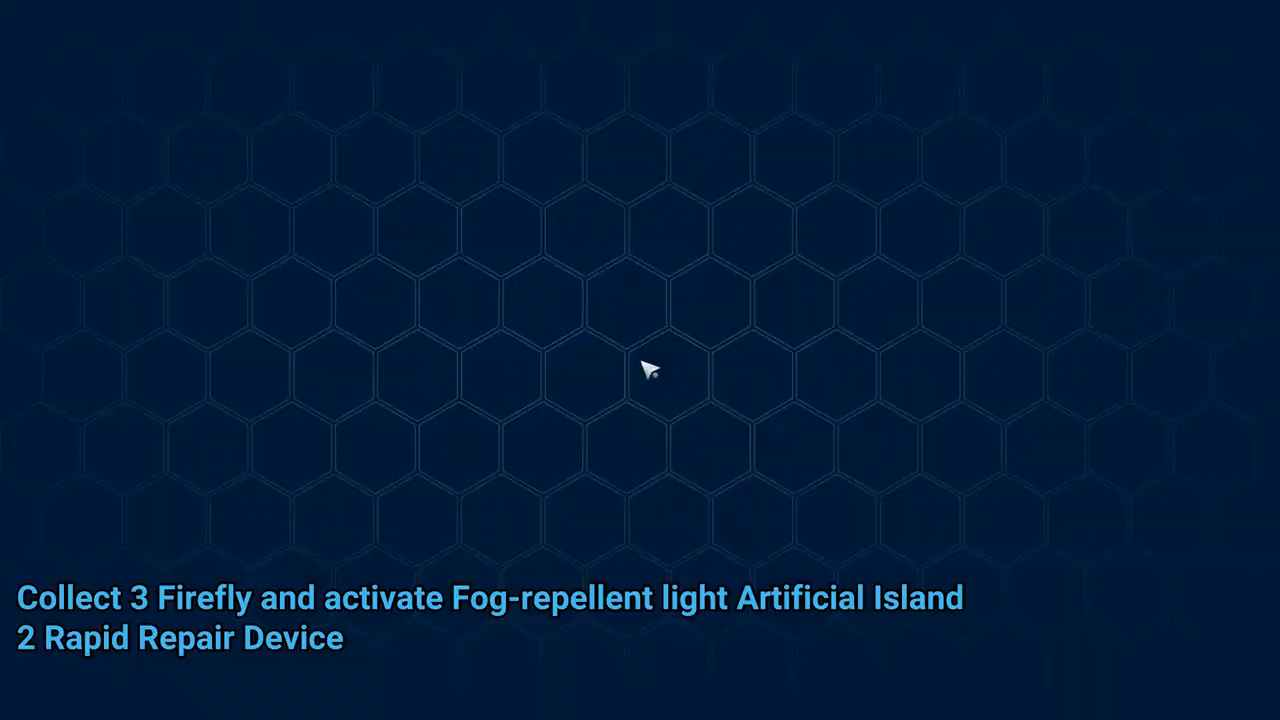 Collect 3 Firefly and activate Fog-repellent light Artificial Island
2 Rapid Repair Device